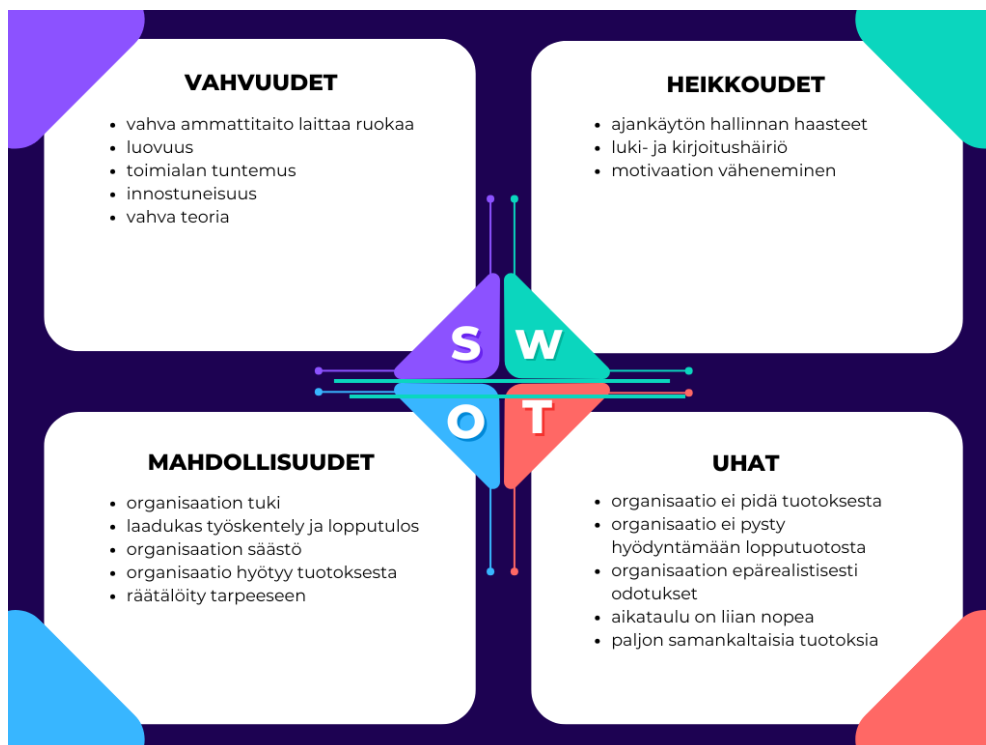 VAHVUUDET
• vahva ammattitaito laittaa ruokaa
• luovuus
• toimialan tuntemus
• innostuneisuus
• vahva teoria
HEIKKOUDET
• ajankäytön hallinnan haasteet
• luki- ja kirjoitushäiriö
• motivaation väheneminen
S W
O T
MAHDOLLISUUDET
• organisaation tuki
• laadukas työskentely ja lopputulos
• organisaation säästö
• organisaatio hyötyy tuotoksesta
• räätälöity tarpeeseen
UHAT
• organisaatio ei pidä tuotoksesta
• organisaatio ei pysty
hyödyntämään lopputuotosta
• organisaation epärealistisesti
odotukset
• aikataulu on liian nopea
• paljon samankaltaisia tuotoksia